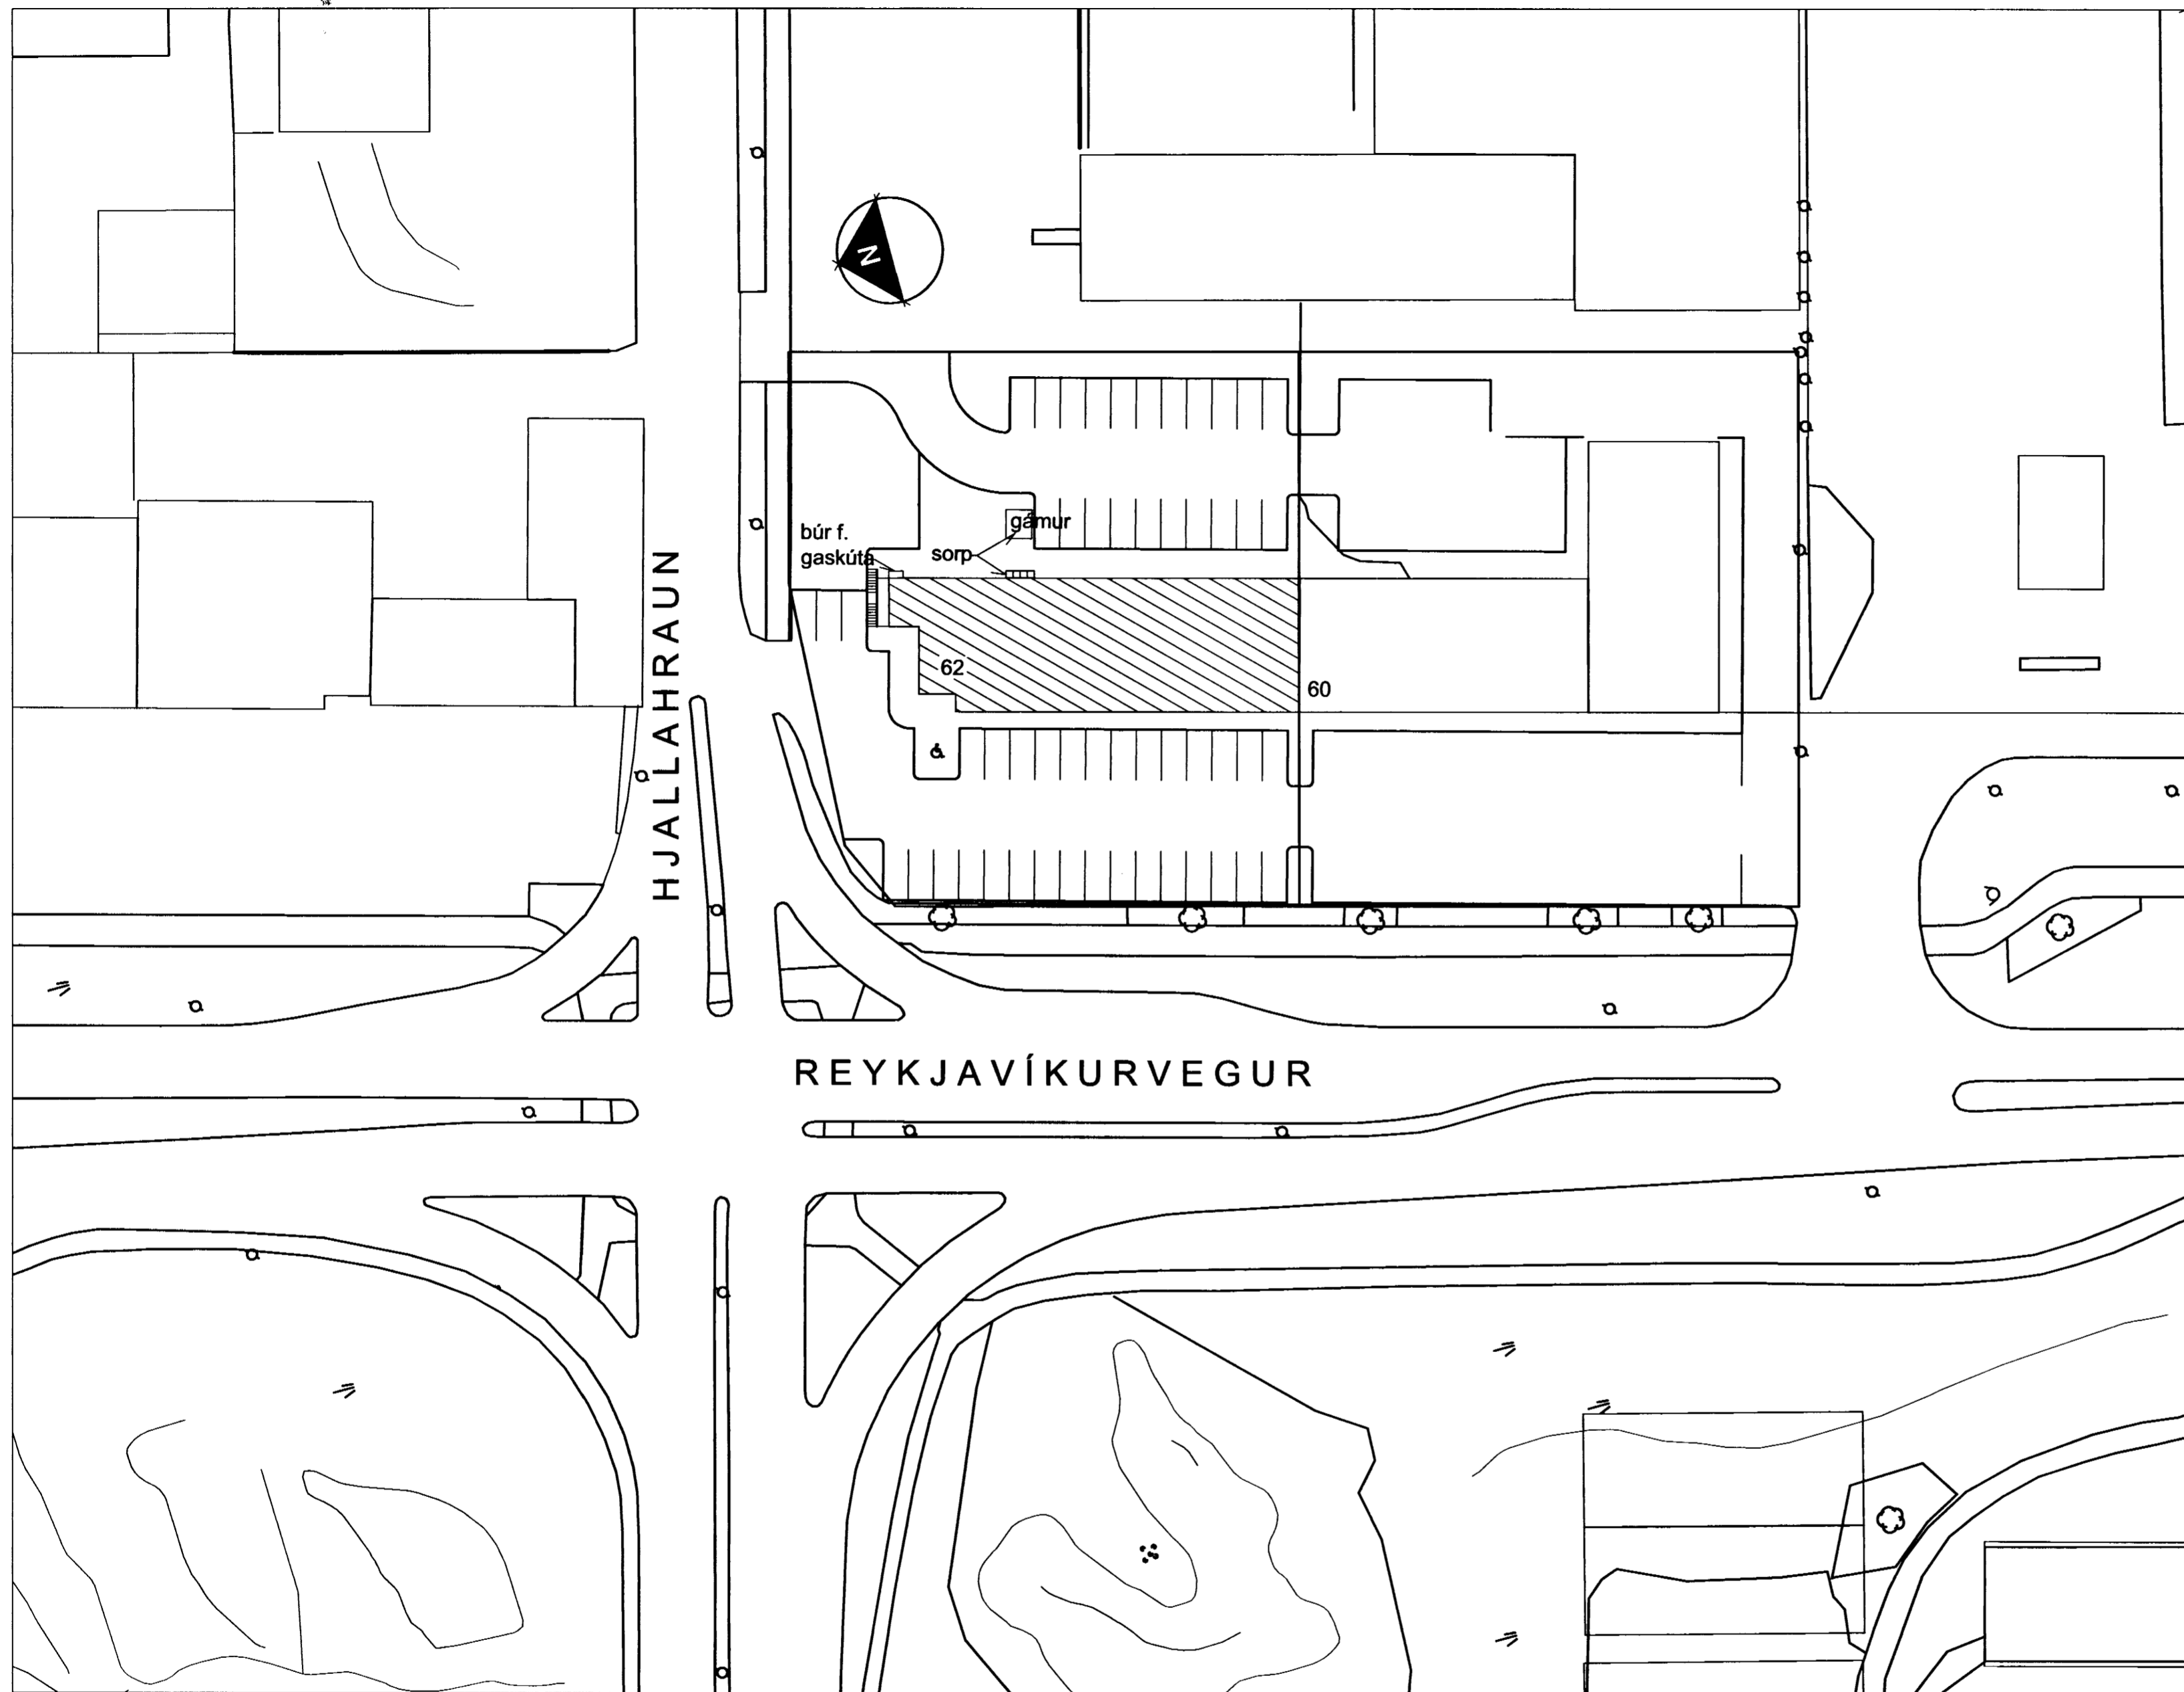 N
búr f.
gaskúta
gámur
sorp
62
60
HJALLAHRAUN
REYKJAVÍKURVEGUR